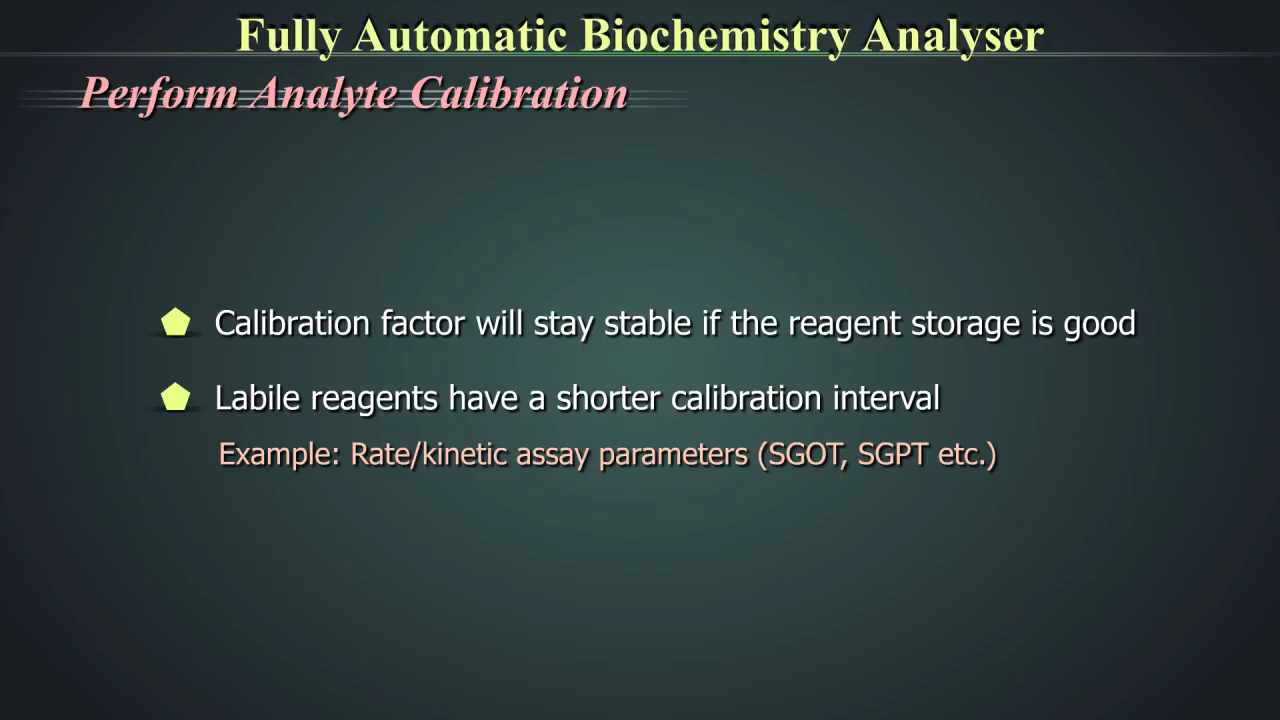 Fully Automatic Biochemistry Analyser
Perform Analyte Calibration
Calibration factor will stay stable if the reagent storage is good
Labile reagents have a shorter calibration interval
Example: Rate/kinetic assay parameters (SGOT, SGPT etc.)